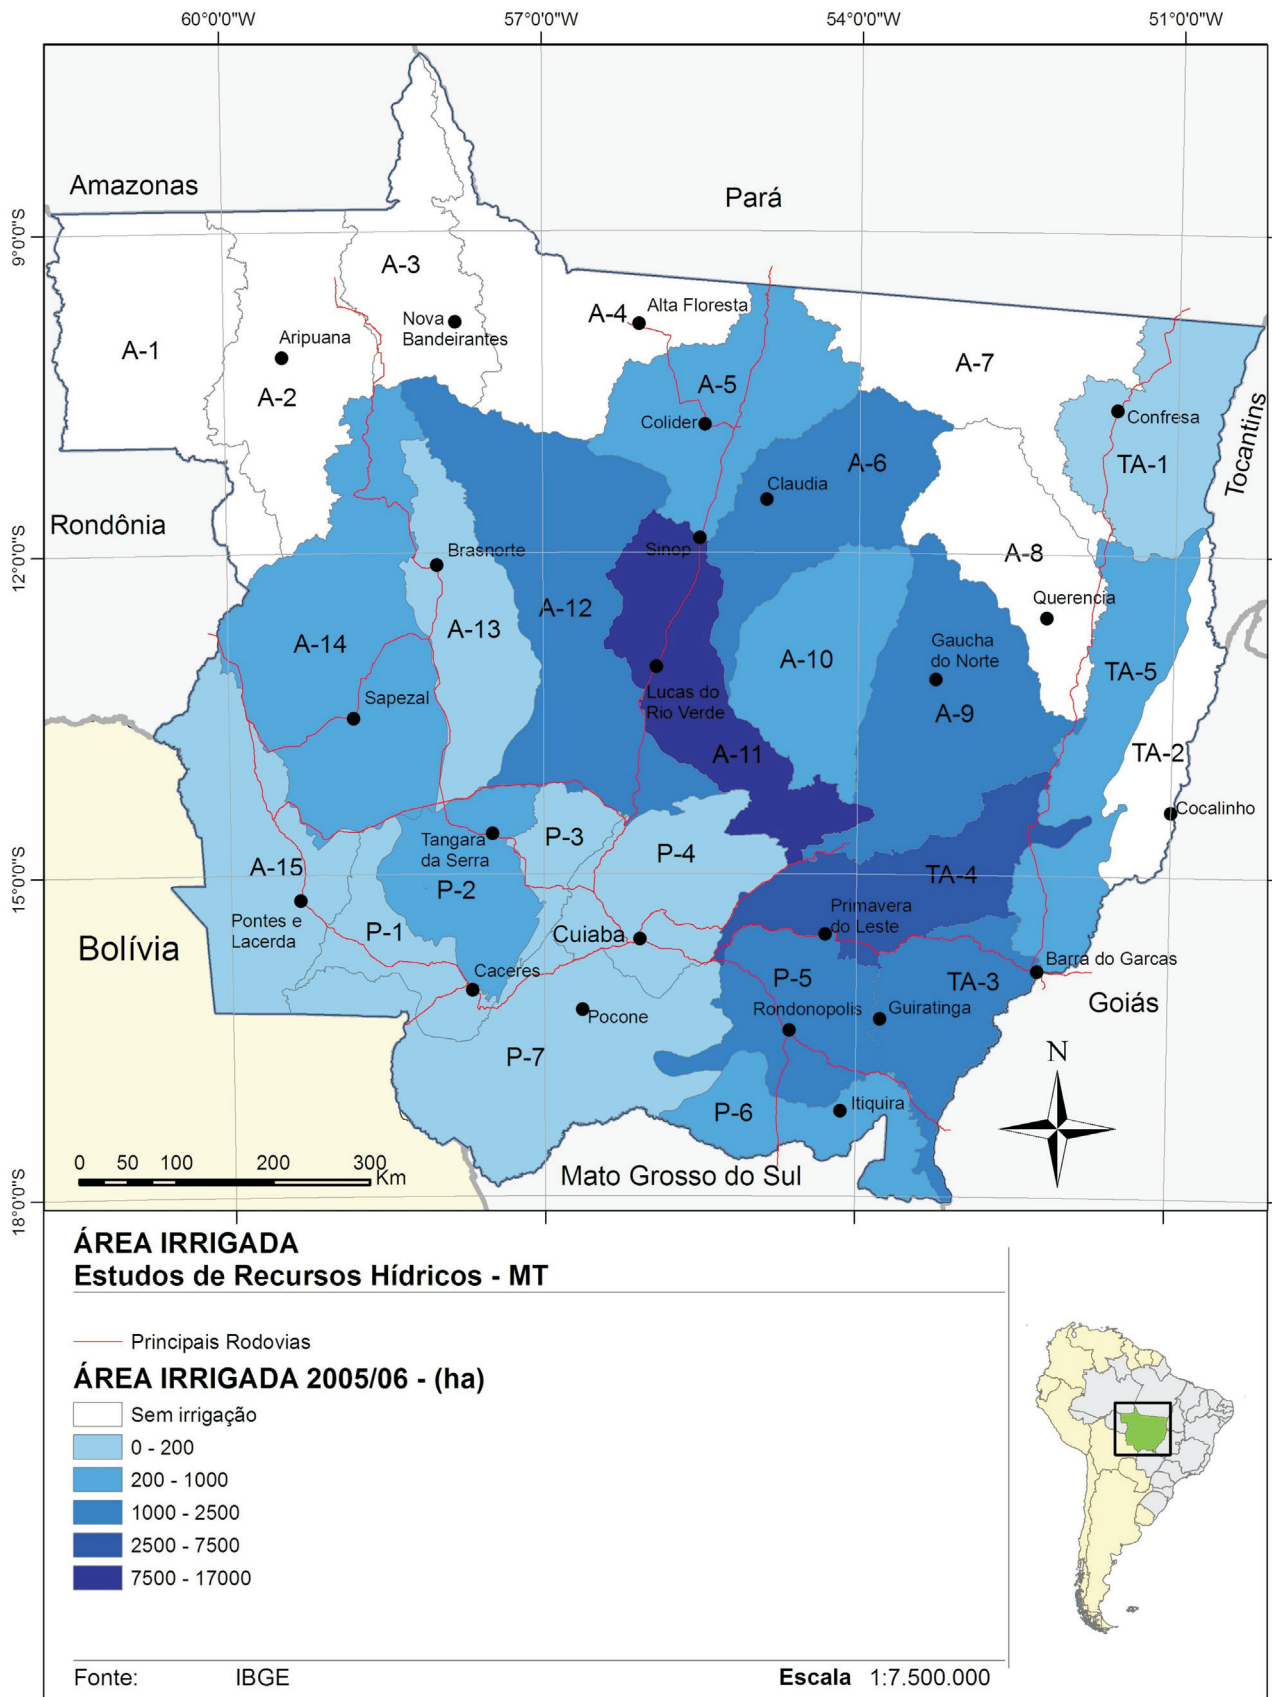 60°0'0"W
57°0'0"W
54°0'0"W
51°0'0"W
Amazonas
Pará
9°0'0"S
A-3
A-4
Alta Floresta
Nova
Bandeirantes
Aripuana
A-1
A-2
A-7
A-5
Colider
Confresa
TA-1
Tocantins
A-6
Claudia
Rondônia
Sinop
Brasnorte
12°0'0"S
A-8
A-12
Querencia
A-13
A-14
A-10
Gaucha
do Norte
TA-5
Sapezal
Lucas do
Rio Verde
A-9
A-11
TA-2
Cocalinho
Tangara
da Serra
P-3
P-4
A-15
TA-4
15°0'0"S
P-2
Pontes e
Lacerda
Primavera
do Leste
P-1
Cuiaba
Bolívia
Barra do Garcas
Caceres
P-5
TA-3
Goiás
Pocone
Rondonopolis
Guiratinga
P-7
N
P-6
Itiquira
0 50 100 200 300
Km
Mato Grosso do Sul
18°0'0"S
ÁREA IRRIGADA
Estudos de Recursos Hídricos - MT
Principais Rodovias
ÁREA IRRIGADA 2005/06 - (ha)
Sem irrigação
0 - 200
200 - 1000
1000 - 2500
2500 - 7500
7500 - 17000
Fonte: IBGE
Escala 1:7.500.000